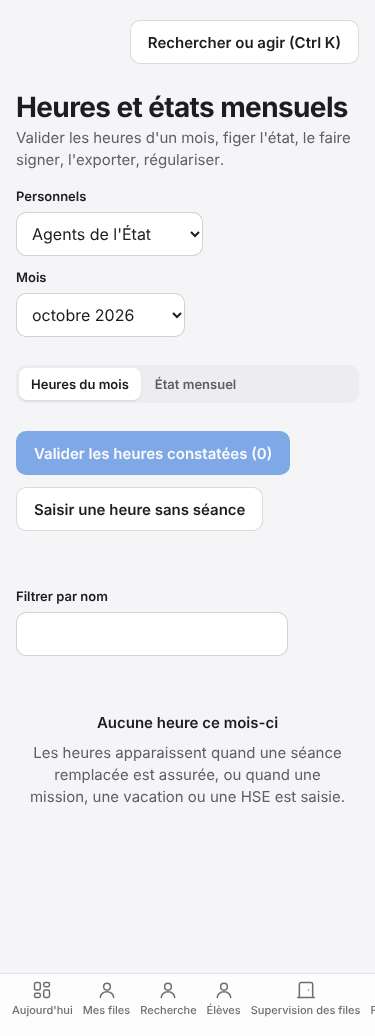 Rechercher ou agir (Ctrl K)
Heures et états mensuels
Valider les heures d'un mois, figer l'état, le faire
signer, l'exporter, régulariser.
Personnels
Agents de l'État
Mois
octobre 2026
Heures du mois
État mensuel
Valider les heures constatées (0)
Saisir une heure sans séance
Filtrer par nom
Aucune heure ce mois-ci
Les heures apparaissent quand une séance
remplacée est assurée, ou quand une
mission, une vacation ou une HSE est saisie.
Aujourd'hui
Mes files
Recherche
Élèves
Supervision des files